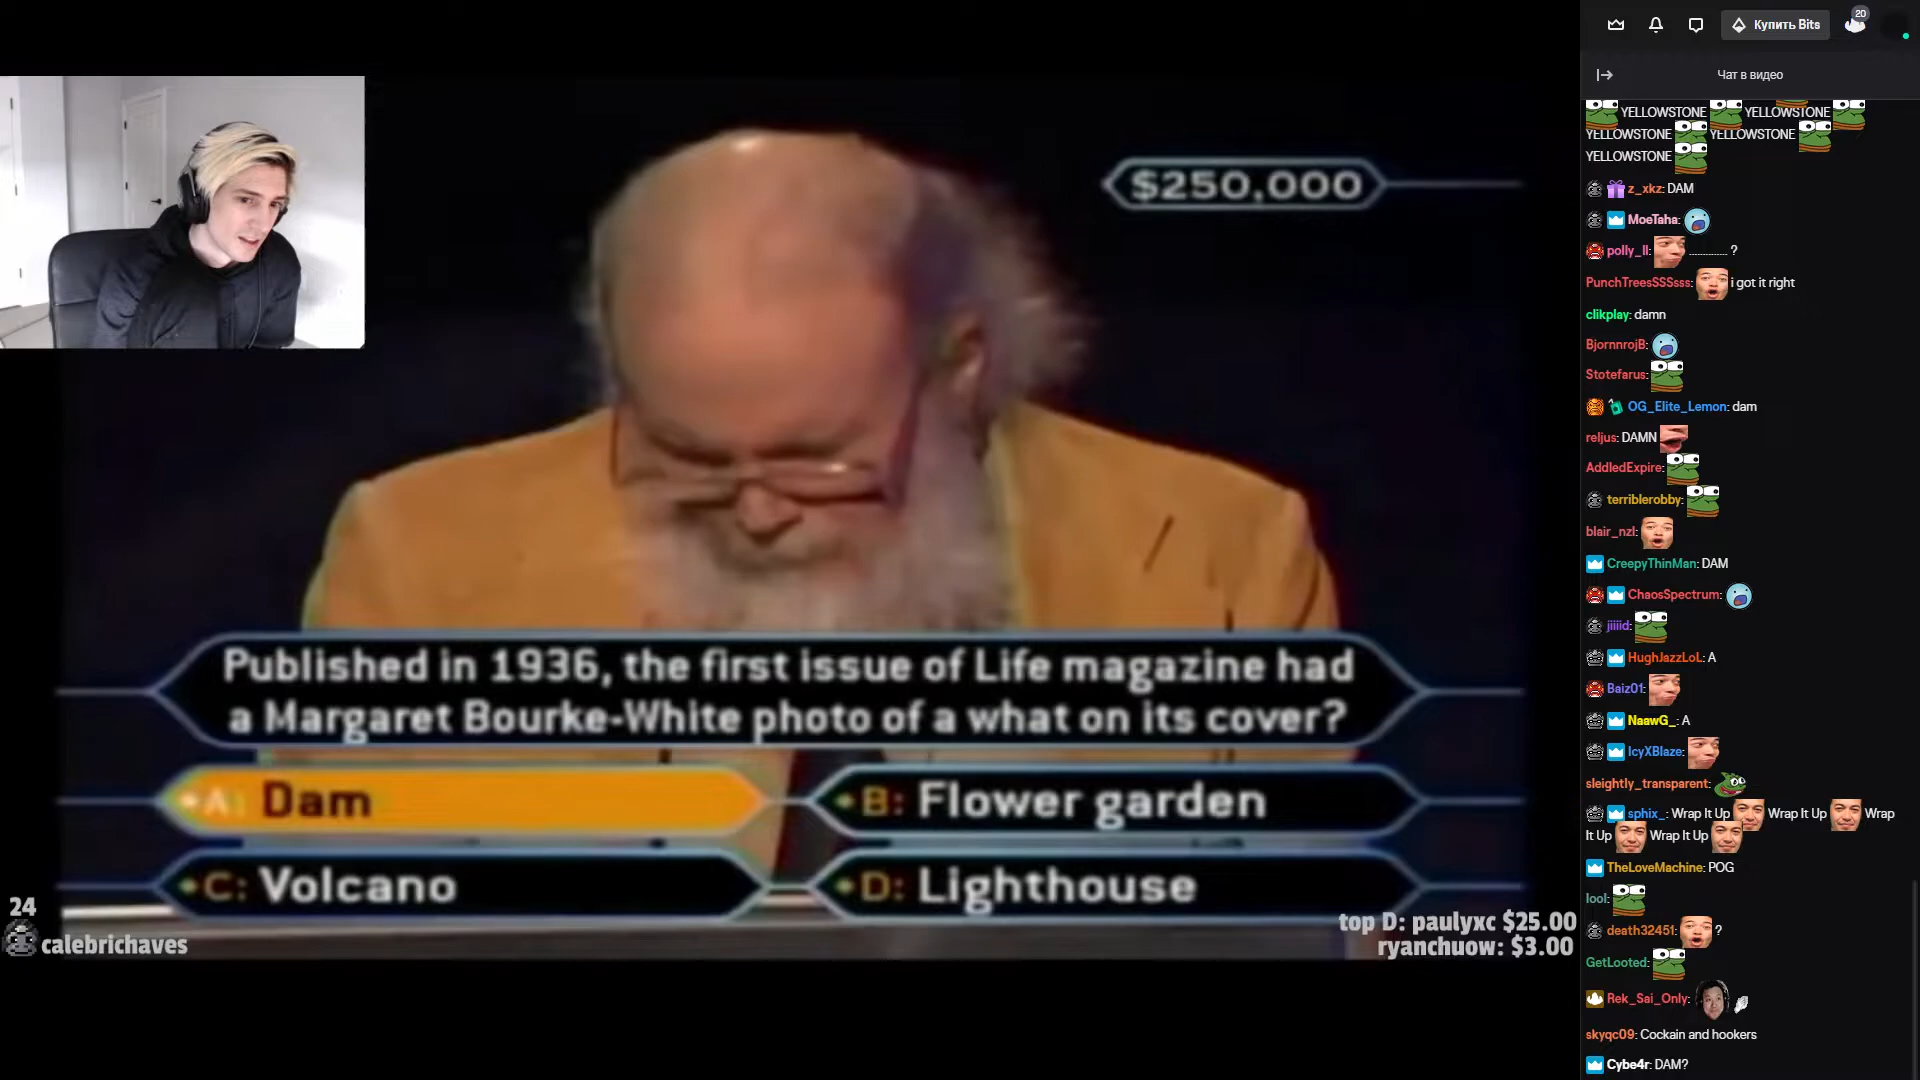 $250,000
Published in 1936, the first issue of Life magazine had
a Margaret Bourke-White photo of a what on its cover?
A: Dam
B: Flower garden
C: Volcano
D: Lighthouse
24
calebrichaves
top D: paulyxc $25.00
ryanchuow: $3.00
Купить Bits
20
Чат в видео
YELLOWSTONE YELLOWSTONE
YELLOWSTONE YELLOWSTONE
YELLOWSTONE
z_xkz: DAM
MoeTaha:
polly_ll: ............... ?
PunchTreesSSSsss: i got it right
clikplay: damn
BjornnrojB:
Stotefarus:
OG_Elite_Lemon: dam
reljus: DAMN
AddledExpire:
terriblerobby:
blair_nzl:
CreepyThinMan: DAM
ChaosSpectrum:
jiiiid:
HughJazzLoL: A
Baiz01:
NaawG_: A
IcyXBlaze:
sleightly_transparent:
sphix_: Wrap It Up Wrap It Up Wrap
It Up Wrap It Up
TheLoveMachine: POG
lool:
death32451: ?
GetLooted:
Rek_Sai_Only:
skyqc09: Cockain and hookers
Cybe4r: DAM?